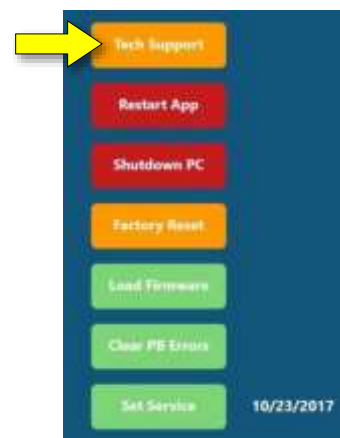 Tech Support
Restart App
Shutdown PC
Factory Reset
Load Firmware
Clear PB Errors
Set Service 10/23/2017